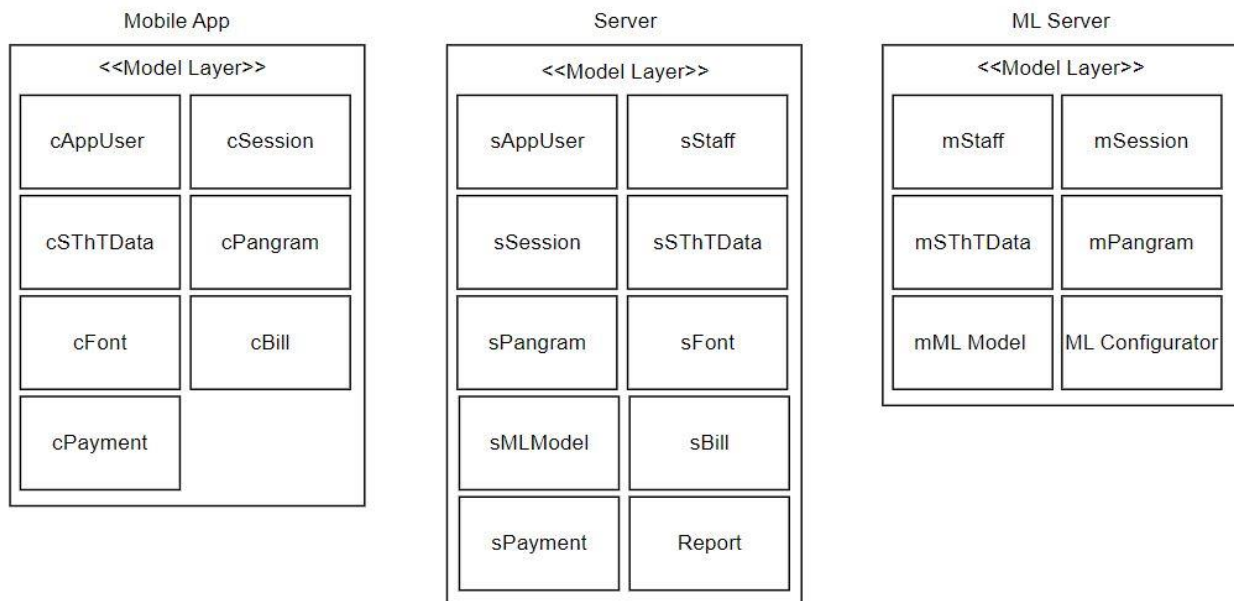 Mobile App
<<Model Layer>>
cAppUser
cSession
cSThTData
cPangram
cFont
cBill
cPayment
Server
<<Model Layer>>
sAppUser
sStaff
sSession
sSThTData
sPangram
sFont
sMLModel
sBill
sPayment
Report
ML Server
<<Model Layer>>
mStaff
mSession
mSThTData
mPangram
mML Model
ML Configurator